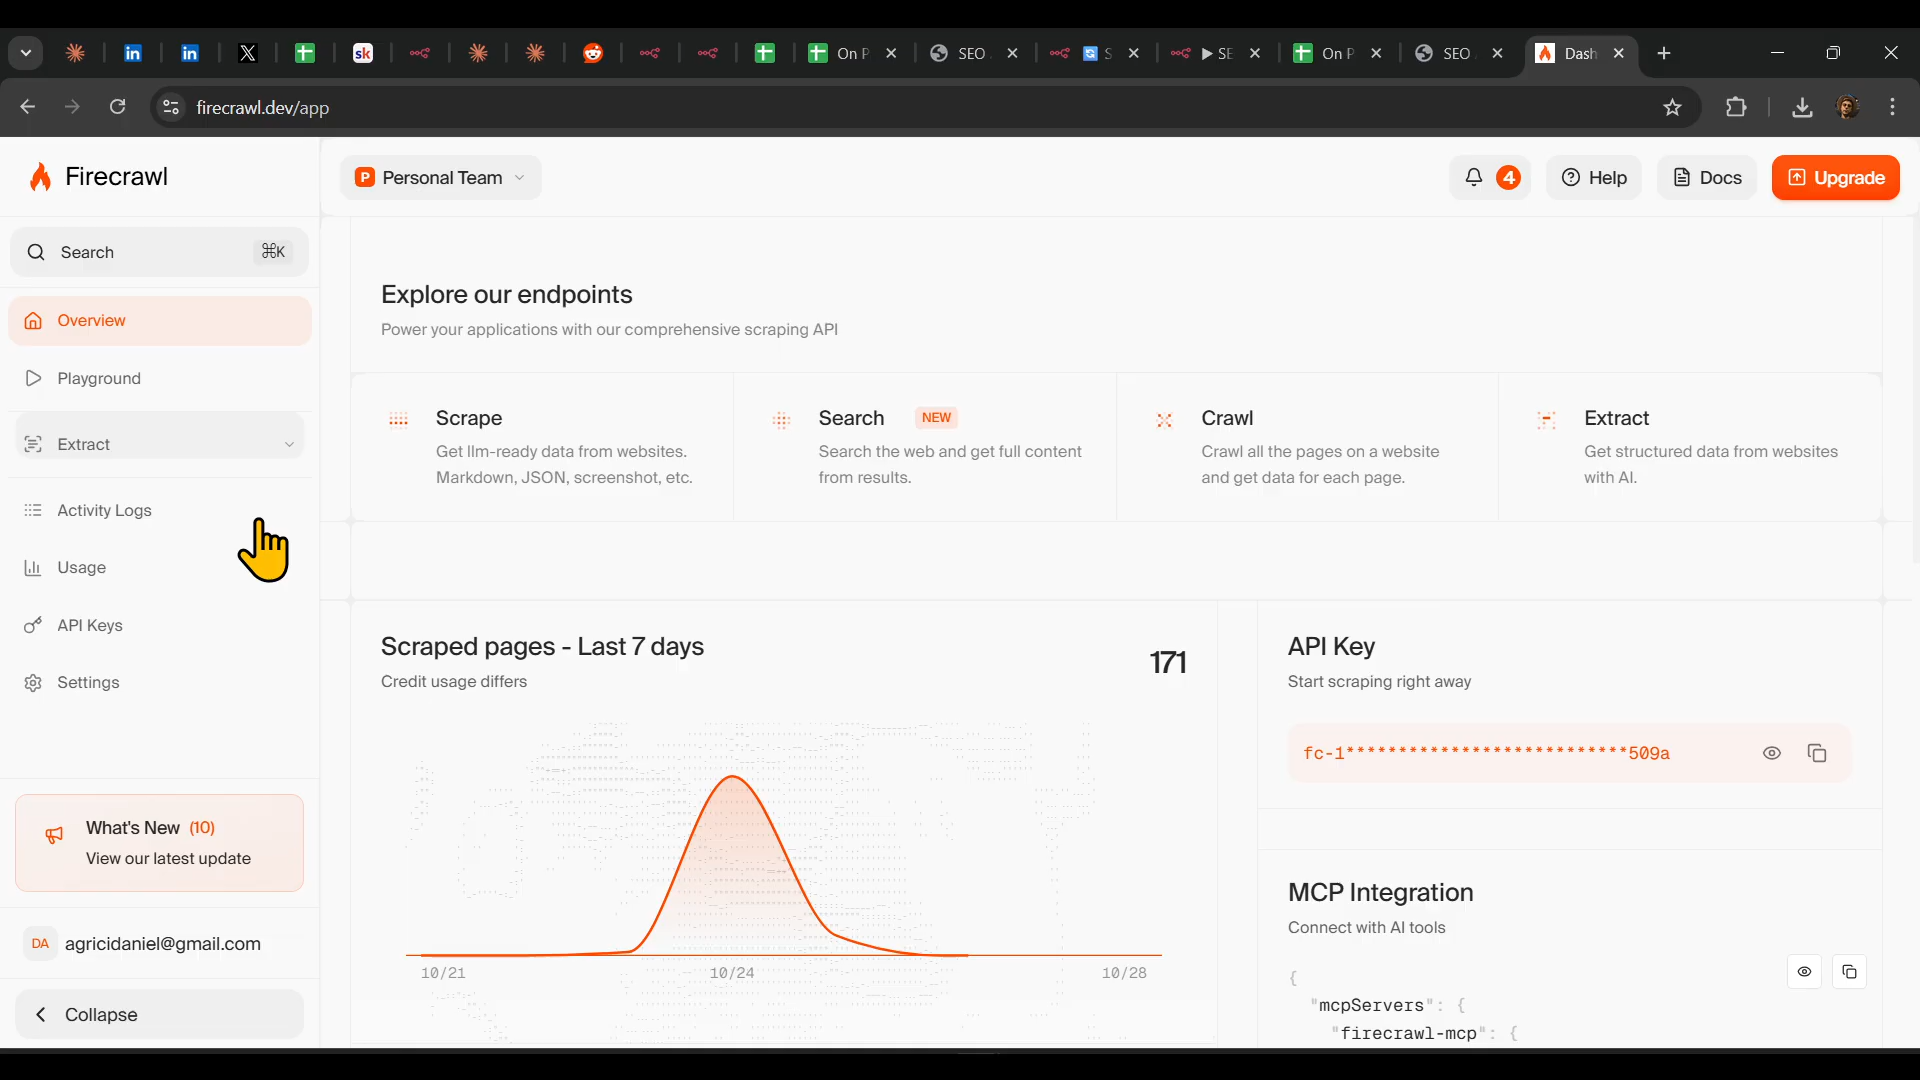 On P
SEO
S
SE
On P
SEO
Dash
firecrawl.dev/app
Firecrawl
P Personal Team
4
Help
Docs
Upgrade
Search
⌘K
Overview
Playground
Extract
Activity Logs
Usage
API Keys
Settings
What's New (10)
View our latest update
DA agricidaniel@gmail.com
Collapse
Explore our endpoints
Power your applications with our comprehensive scraping API
Scrape
Get llm-ready data from websites.
Markdown, JSON, screenshot, etc.
Search NEW
Search the web and get full content
from results.
Crawl
Crawl all the pages on a website
and get data for each page.
Extract
Get structured data from websites
with AI.
Scraped pages - Last 7 days
Credit usage differs
171
10/21
10/24
10/28
API Key
Start scraping right away
fc-1***************************509a
MCP Integration
Connect with AI tools
{
"mcpServers": {
"firecrawl-mcp": {